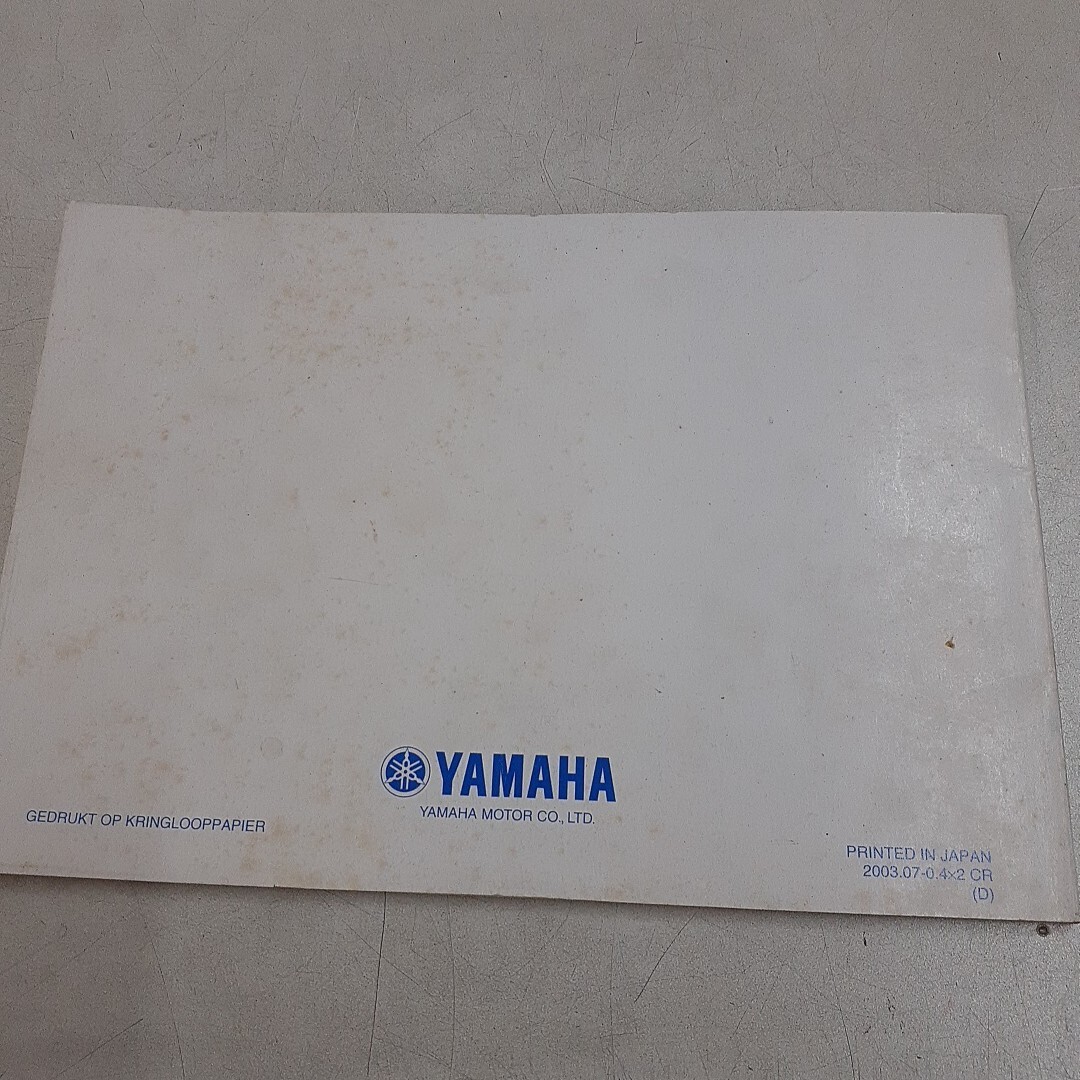 YAMAHA
YAMAHA MOTOR CO., LTD.
GEDRUKT OP KRINGLOOPPAPIER
PRINTED IN JAPAN
2003.07-0.4×2 CR
(D)